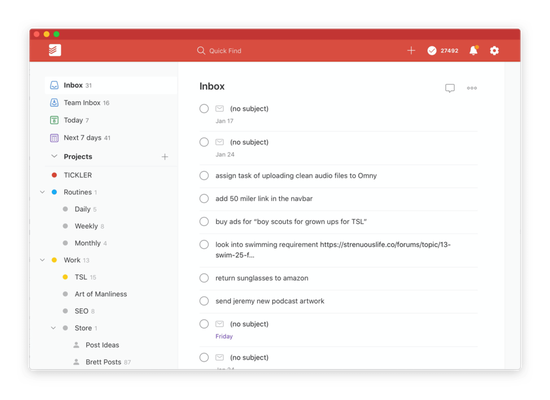 Quick Find
27492
Inbox 31
Team Inbox 16
Today 7
Next 7 days 41
Projects
TICKLER
Routines 1
Daily 5
Weekly 8
Monthly 4
Work 13
TSL 15
Art of Manliness
SEO 8
Store 1
Post Ideas
Brett Posts 67
Inbox
(no subject)
Jan 17
(no subject)
Jan 24
assign task of uploading clean audio files to Omny
add 50 miler link in the navbar
buy ads for “boy scouts for grown ups for TSL”
look into swimming requirement https://strenuouslife.co/forums/topic/13-
swim-25-f...
return sunglasses to amazon
send jeremy new podcast artwork
(no subject)
Friday
(no subject)